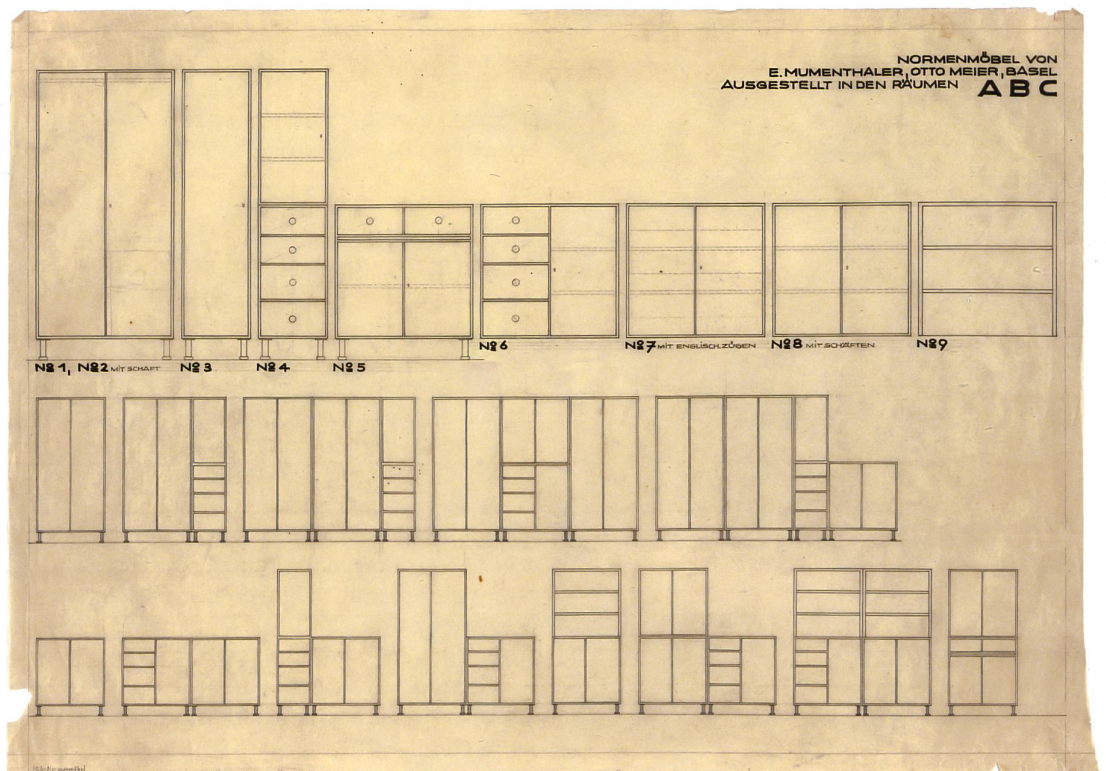 NORMENMÖBEL VON
E. MUMENTHALER, OTTO MEIER, BASEL
AUSGESTELLT IN DEN RÄUMEN ABC
Nº 6
Nº 7 MIT ENGLISCH. ZÜGEN
Nº 8 MIT SCHÄFTEN
Nº 9
Nº 1, Nº 2 MIT SCHAFT
Nº 3
Nº 4
Nº 5